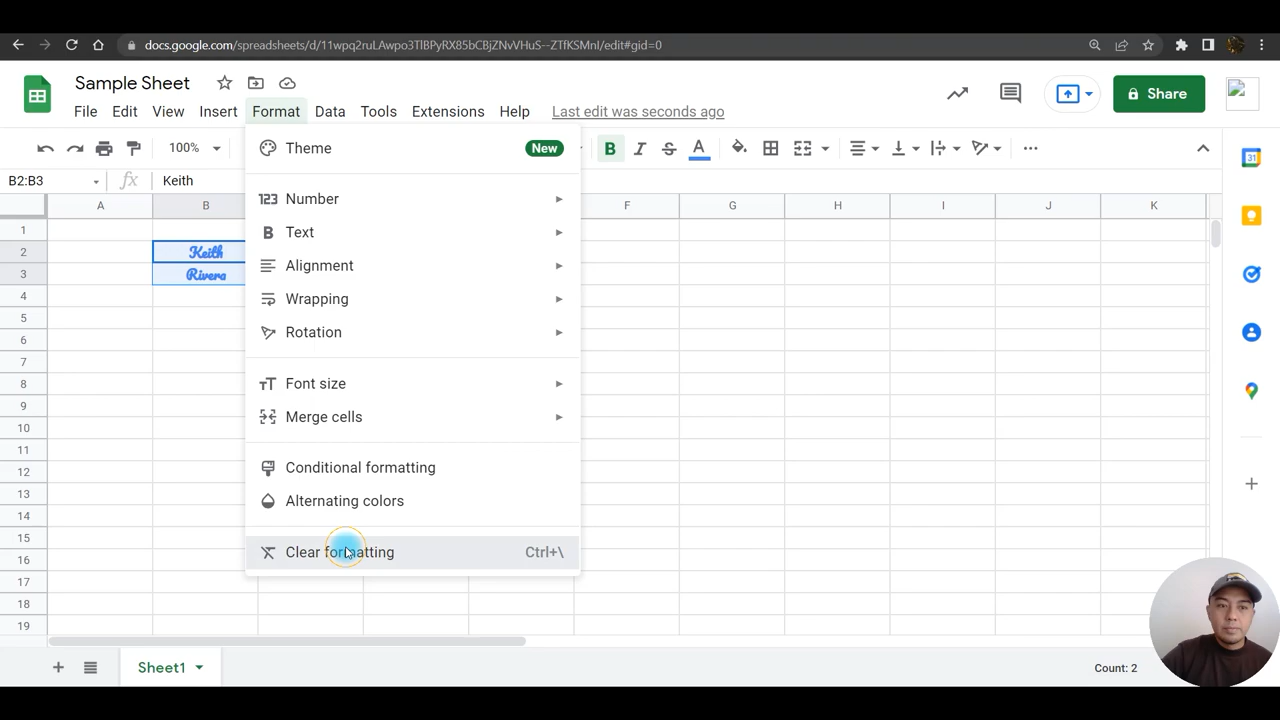 docs.google.com/spreadsheets/d/11wpq2ruLAwpo3TlBPyRX85bCBjZNvVHuS--ZTfKSMnI/edit#gid=0
Sample Sheet
File Edit View Insert Format Data Tools Extensions Help Last edit was seconds ago
Share
100%
B
I
S
A
B2:B3
fx
Keith
A B F G H I J K
1
2 Keith
3 Rivera
4
5
6
7
8
9
10
11
12
13
14
15
16
17
18
19
Theme New
123 Number
B Text
Alignment
Wrapping
Rotation
Font size
Merge cells
Conditional formatting
Alternating colors
Clear formatting Ctrl+\
Sheet1
Count: 2
31